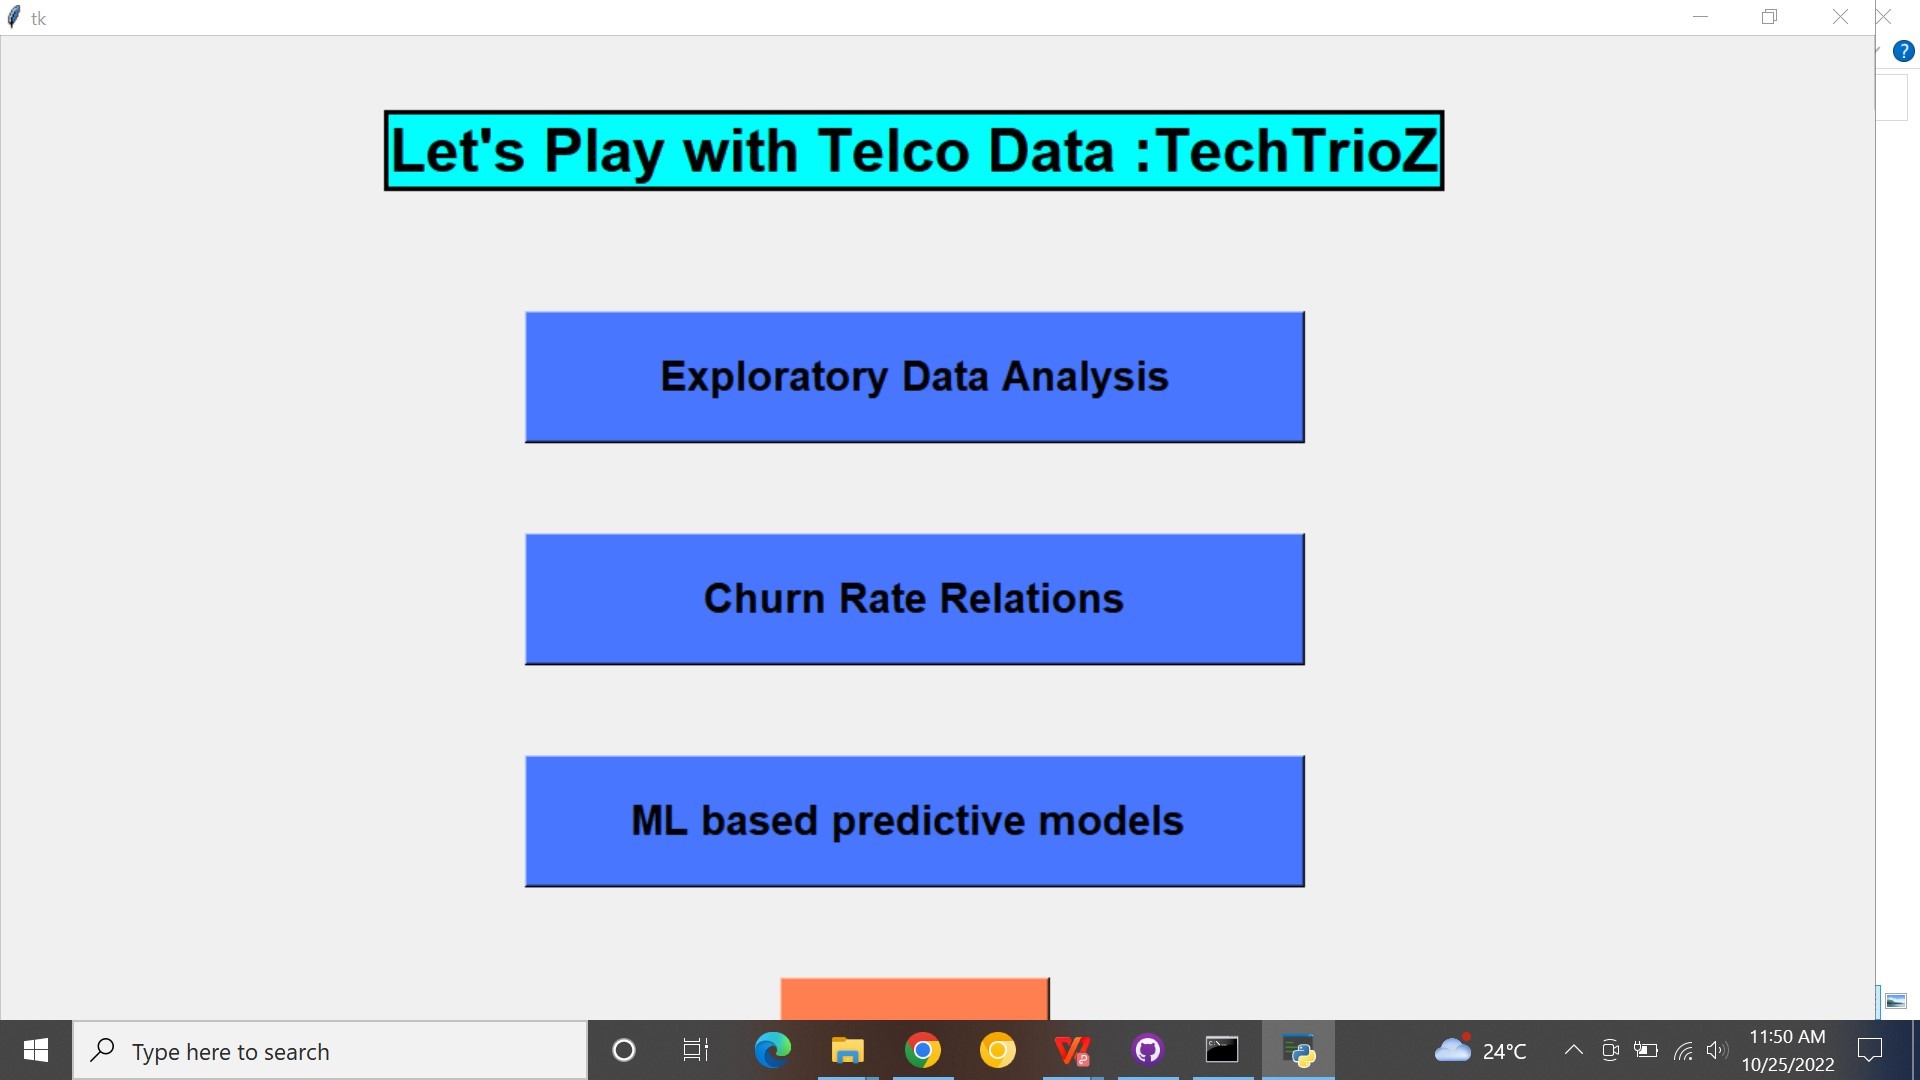 tk
?
Let's Play with Telco Data :TechTrioZ
Exploratory Data Analysis
Churn Rate Relations
ML based predictive models
Type here to search
24°C
11:50 AM
10/25/2022